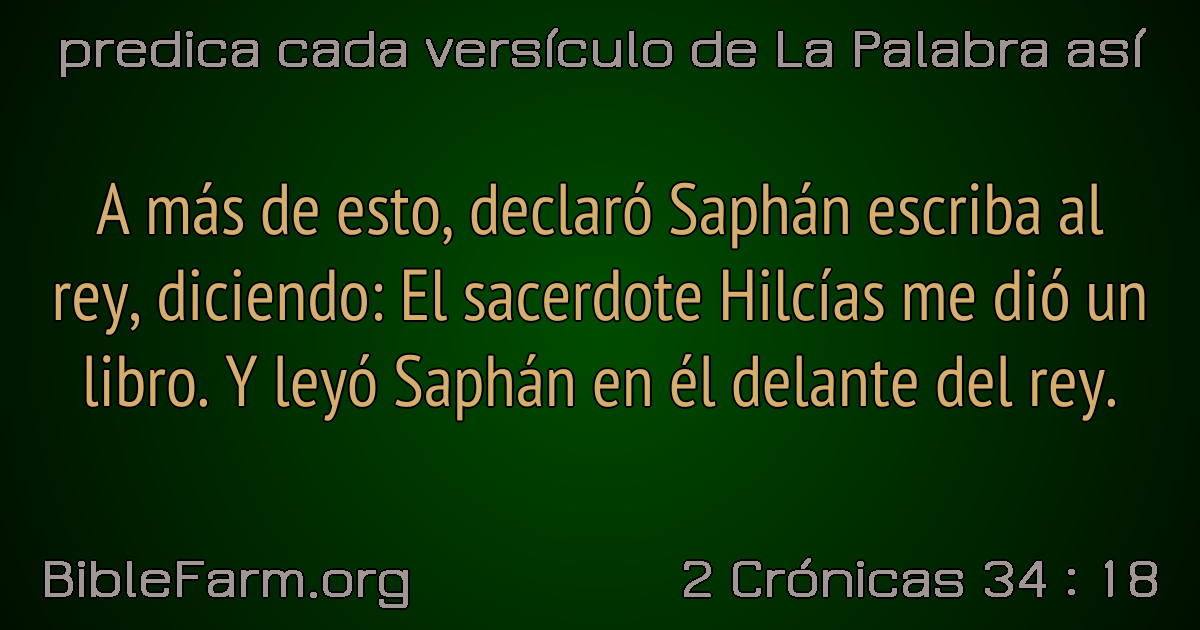 predica cada versículo de La Palabra así
A más de esto, declaró Saphán escriba al
rey, diciendo: El sacerdote Hilcías me dió un
libro. Y leyó Saphán en él delante del rey.
BibleFarm.org
2 Crónicas 34 : 18